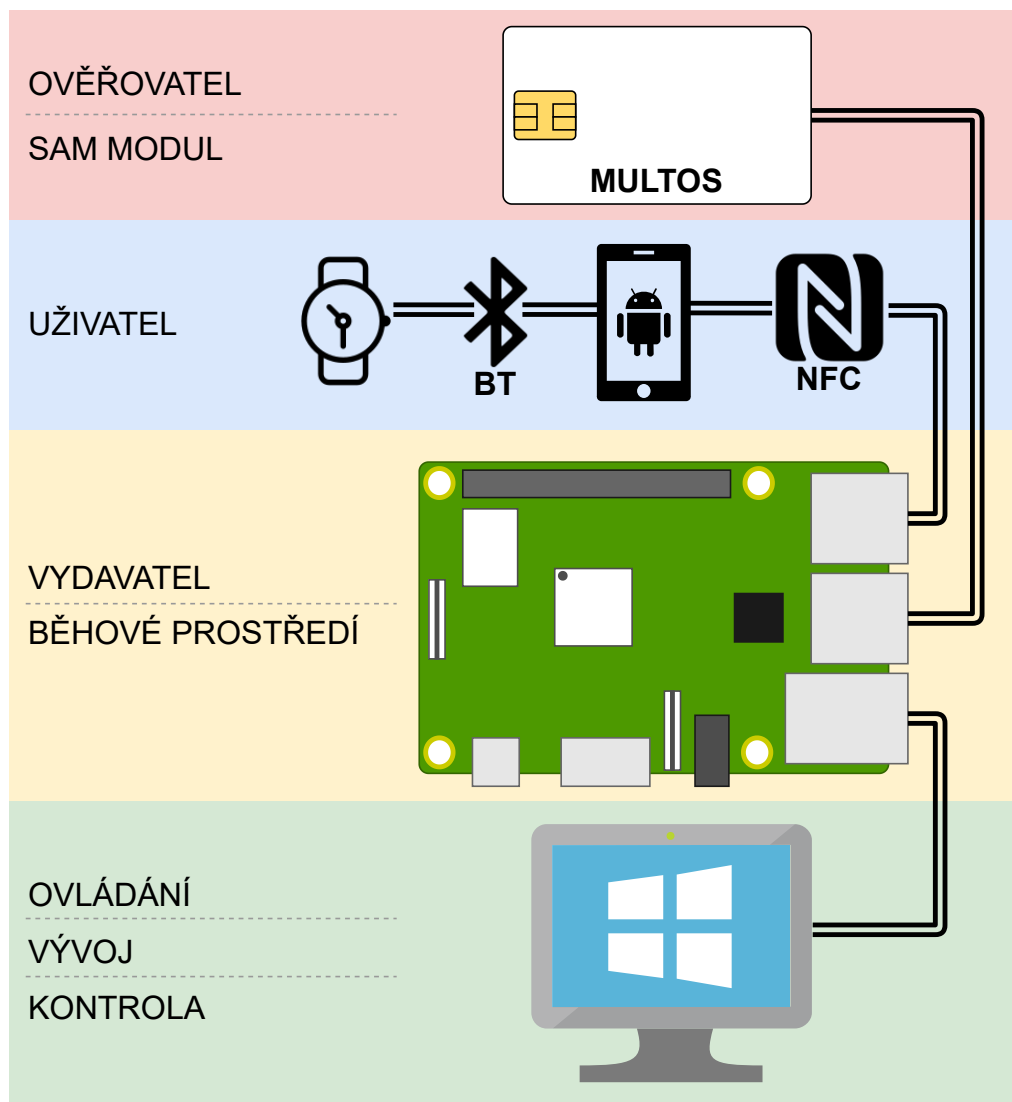 OVĚŘOVATEL
SAM MODUL
MULTOS
UŽIVATEL
BT
NFC
VYDAVATEL
BĚHOVÉ PROSTŘEDÍ
OVLÁDÁNÍ
VÝVOJ
KONTROLA